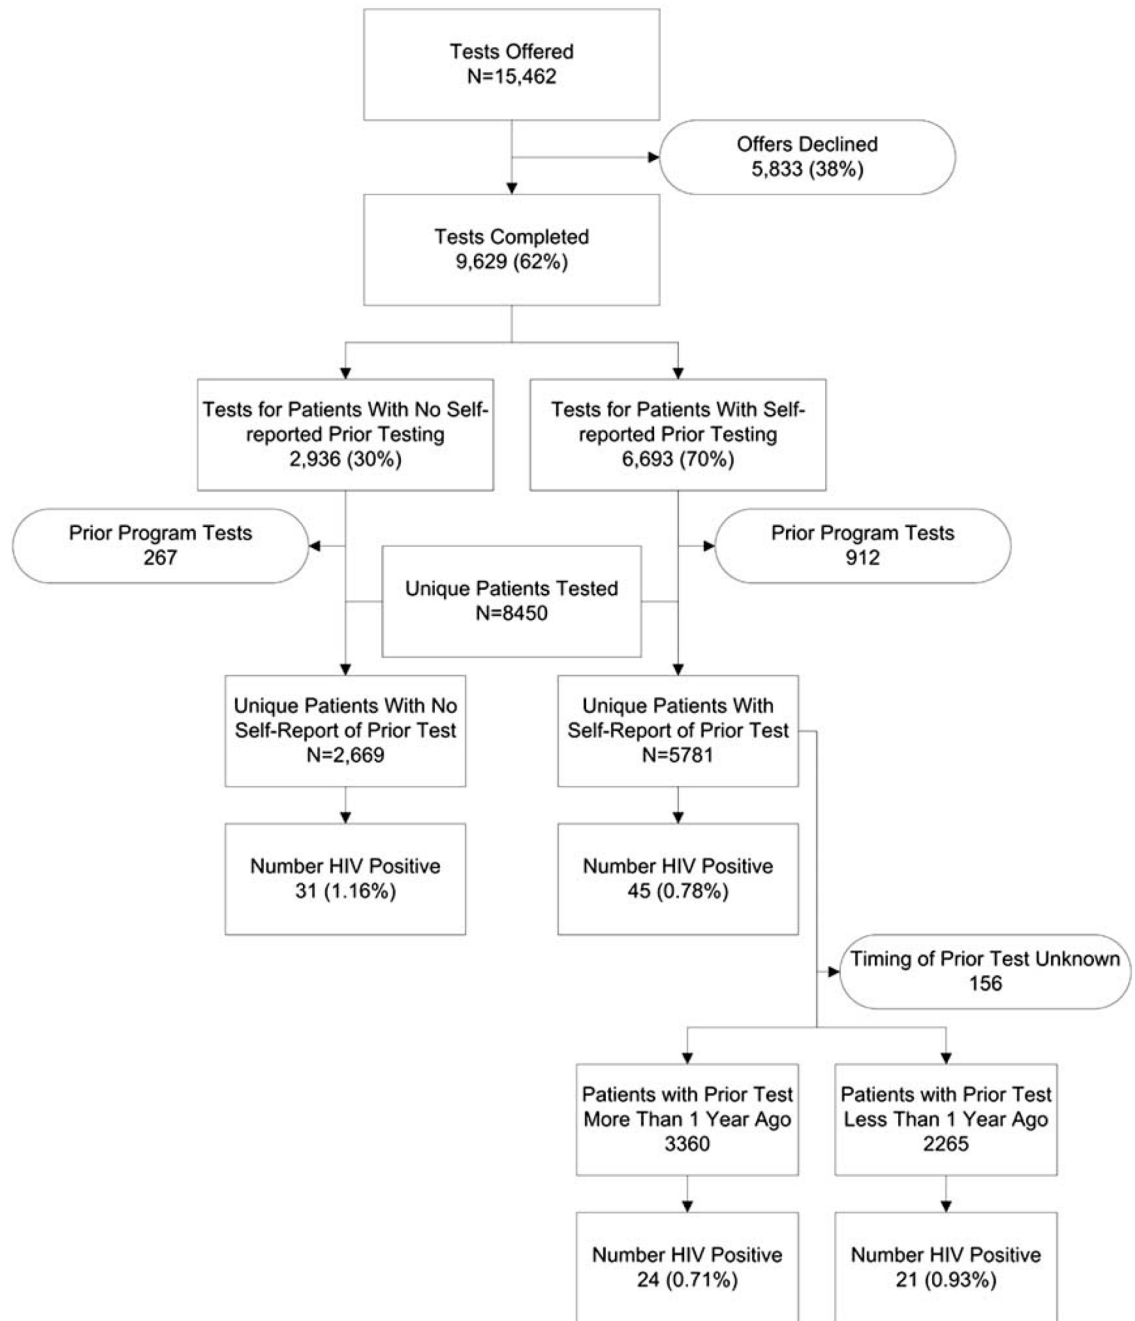 Tests Offered
N=15,462
Offers Declined
5,833 (38%)
Tests Completed
9,629 (62%)
Tests for Patients With No Self-
reported Prior Testing
2,936 (30%)
Tests for Patients With Self-
reported Prior Testing
6,693 (70%)
Prior Program Tests
267
Prior Program Tests
912
Unique Patients Tested
N=8450
Unique Patients With No
Self-Report of Prior Test
N=2,669
Unique Patients With
Self-Report of Prior Test
N=5781
Number HIV Positive
31 (1.16%)
Number HIV Positive
45 (0.78%)
Timing of Prior Test Unknown
156
Patients with Prior Test
More Than 1 Year Ago
3360
Patients with Prior Test
Less Than 1 Year Ago
2265
Number HIV Positive
24 (0.71%)
Number HIV Positive
21 (0.93%)